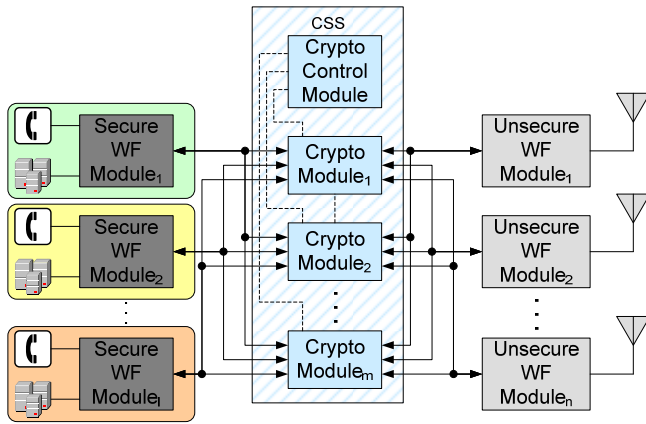 CSS
Crypto
Control
Module
Secure
WF
Module1
Crypto
Module1
Unsecure
WF
Module1
Secure
WF
Module2
Crypto
Module2
Unsecure
WF
Module2
Secure
WF
Modulel
Crypto
Modulem
Unsecure
WF
Modulen